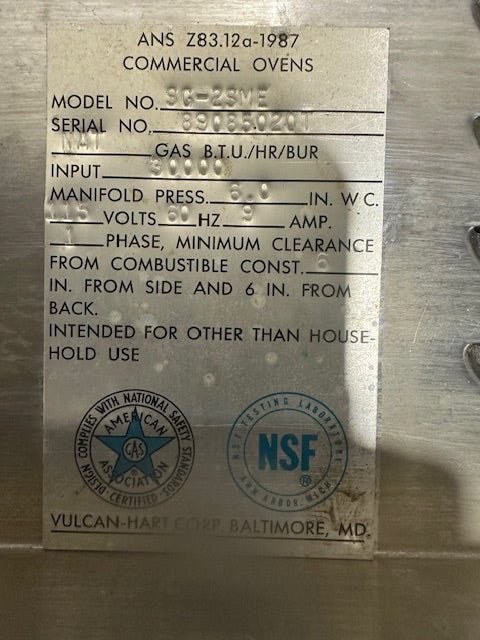 ANS Z83.12a-1987
COMMERCIAL OVENS
MODEL NO. SG-2SME
SERIAL NO.
NAT GAS B.T.U./HR/BUR
INPUT 30000
MANIFOLD PRESS. 6.0 IN. W C.
115 VOLTS 60 HZ 9 AMP.
1 PHASE, MINIMUM CLEARANCE
FROM COMBUSTIBLE CONST. 6
IN. FROM SIDE AND 6 IN. FROM
BACK.
INTENDED FOR OTHER THAN HOUSE-
HOLD USE
DESIGN COMPLIES WITH NATIONAL SAFETY STANDARDS
AMERICAN
GAS
ASSOCIATION
CERTIFIED
NSF TESTING LABORATORY
NSF
®
ANN ARBOR, MICH.
VULCAN-HART CORP. BALTIMORE, MD.